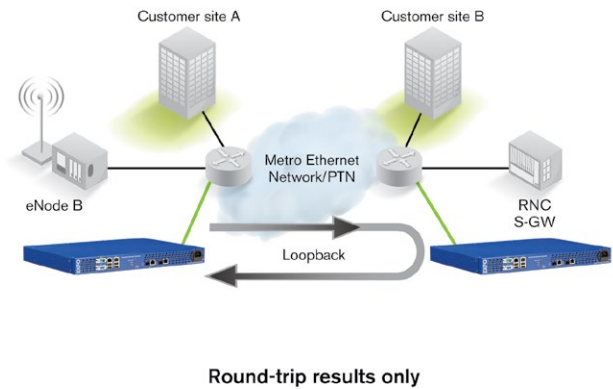 Customer site A
Customer site B
Metro Ethernet
Network/PTN
eNode B
RNC
S-GW
Loopback
Round-trip results only